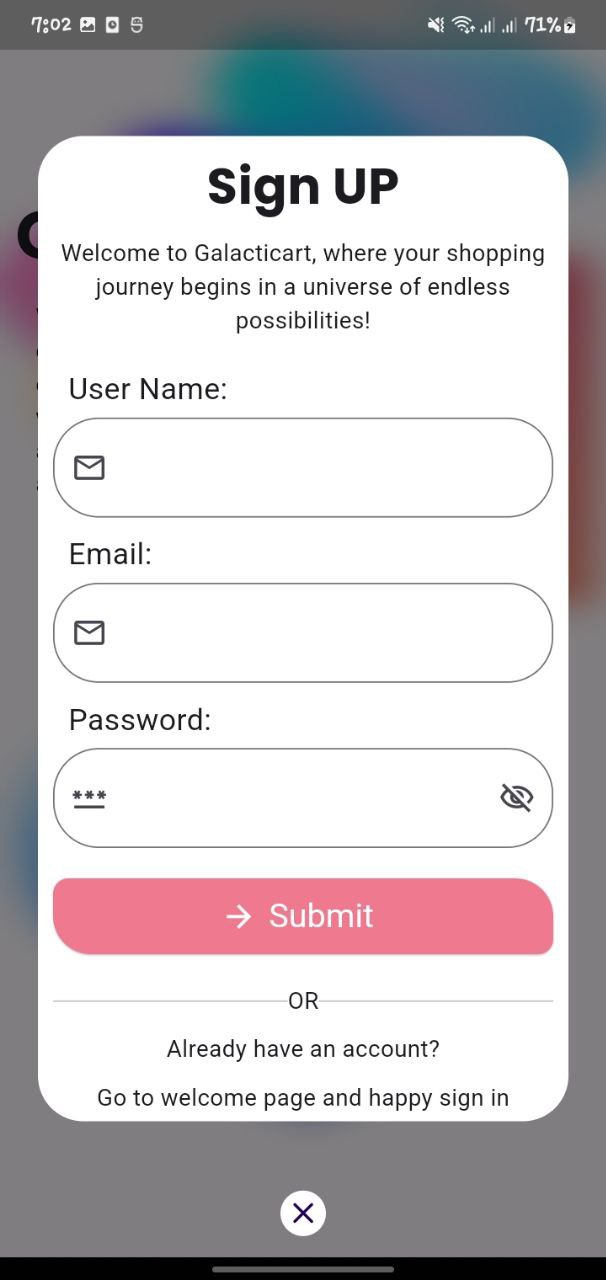 7:02 71%
Sign UP
Welcome to Galacticart, where your shopping
journey begins in a universe of endless
possibilities!
User Name:
Email:
Password:
***
Submit
OR
Already have an account?
Go to welcome page and happy sign in